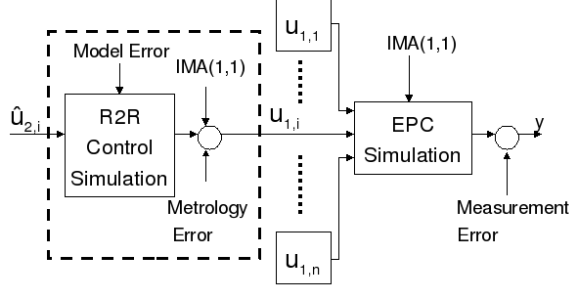 Model Error
IMA(1,1)
û2,i
R2R
Control
Simulation
Metrology
Error
u1,1
u1,i
u1,n
IMA(1,1)
EPC
Simulation
y
Measurement
Error